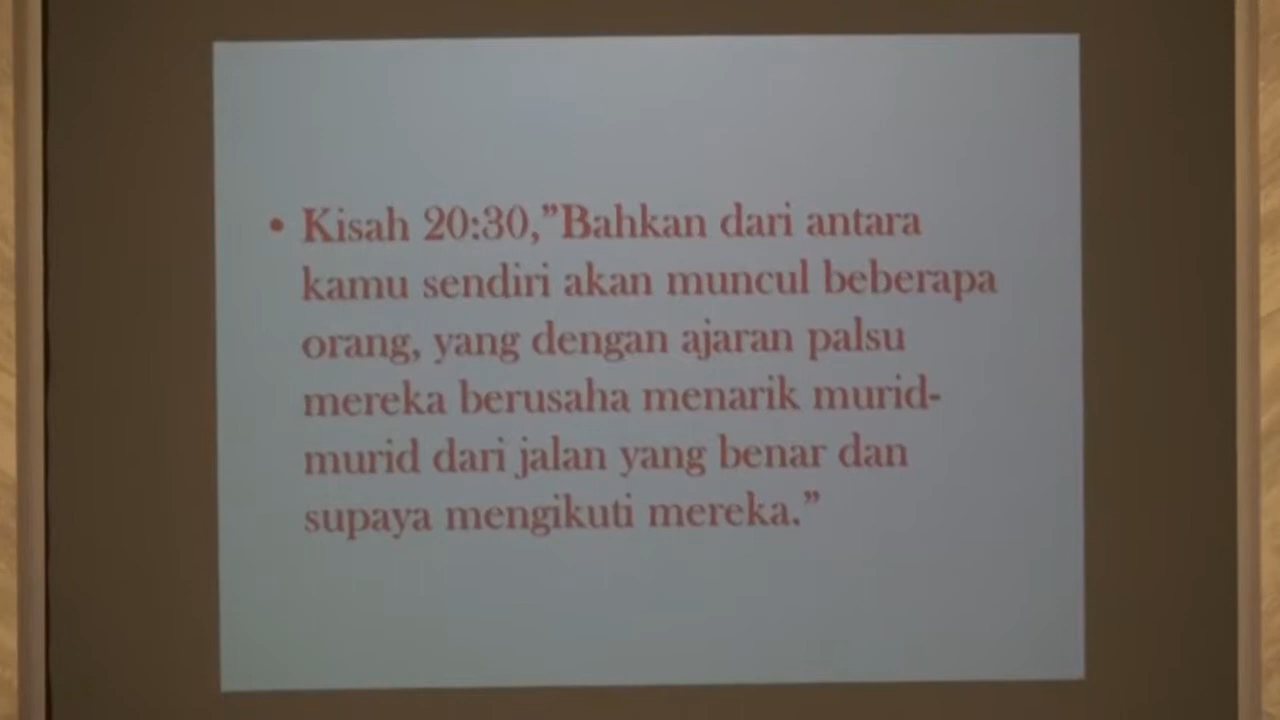 • Kisah 20:30,”Bahkan dari antara
kamu sendiri akan muncul beberapa
orang, yang dengan ajaran palsu
mereka berusaha menarik murid-
murid dari jalan yang benar dan
supaya mengikuti mereka.”